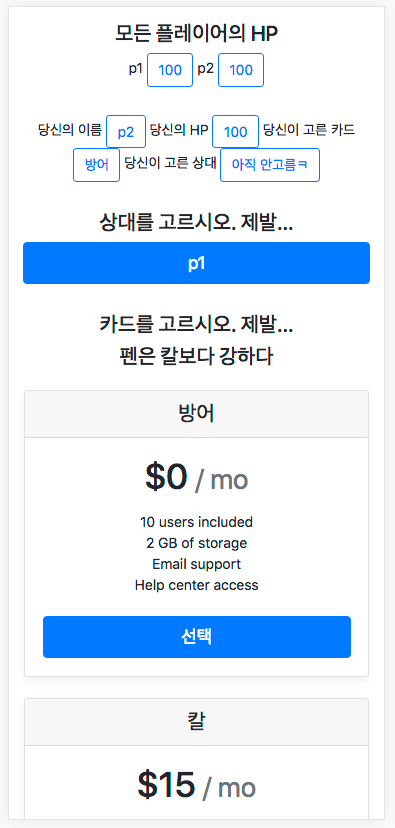 모든 플레이어의 HP
p1 100 p2 100
당신의 이름 p2 당신의 HP 100 당신이 고른 카드
방어 당신이 고른 상대 아직 안고름ㅋ
상대를 고르시오. 제발...
p1
카드를 고르시오. 제발...
펜은 칼보다 강하다
방어
$0 / mo
10 users included
2 GB of storage
Email support
Help center access
선택
칼
$15 / mo